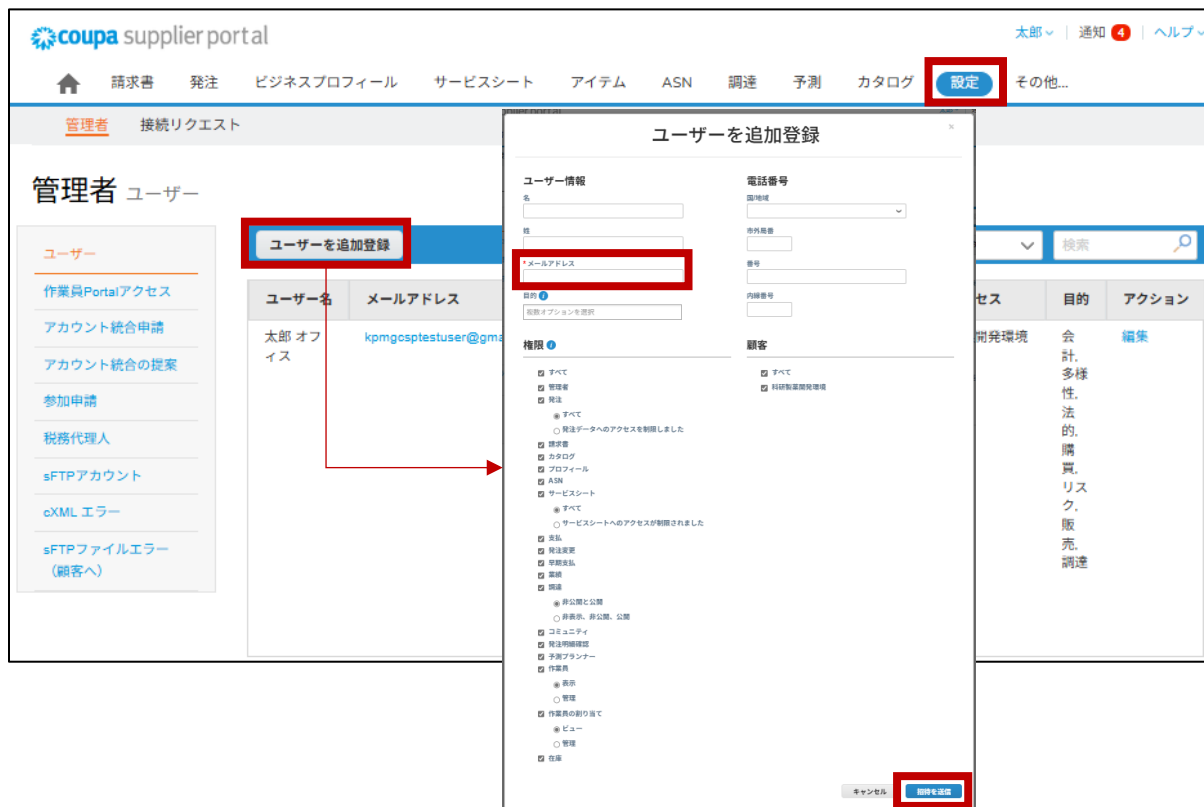 coupa supplier portal
太郎 通知 4 ヘルプ
請求書 発注 ビジネスプロフィール サービスシート アイテム ASN 調達 予測 カタログ 設定 その他...
管理者 接続リクエスト
管理者 ユーザー
ユーザー
作業員Portalアクセス
アカウント統合申請
アカウント統合の提案
参加申請
税務代理人
sFTPアカウント
cXML エラー
sFTPファイルエラー
(顧客へ)
ユーザーを追加登録
検索
ユーザー名 メールアドレス
セス 目的 アクション
太郎 オフ
ィス
kpmgcsptestuser@gma
開発環境
会
計,
多様
性,
法
的,
購
買,
リス
ク,
販
売,
調達
編集
ユーザーを追加登録
×
ユーザー情報
名
姓
*メールアドレス
目的
複数オプションを選択
電話番号
国/地域
市外局番
番号
内線番号
権限
すべて
管理者
発注
すべて
発注データへのアクセスを制限しました
請求書
カタログ
プロフィール
ASN
サービスシート
すべて
サービスシートへのアクセスが制限されました
支払
発注変更
早期支払
業績
調達
非公開と公開
非表示、非公開、公開
コミュニティ
発注明細確認
予測プランナー
作業員
表示
管理
作業員の割り当て
ビュー
管理
在庫
顧客
すべて
科研製薬開発環境
キャンセル 招待を送信